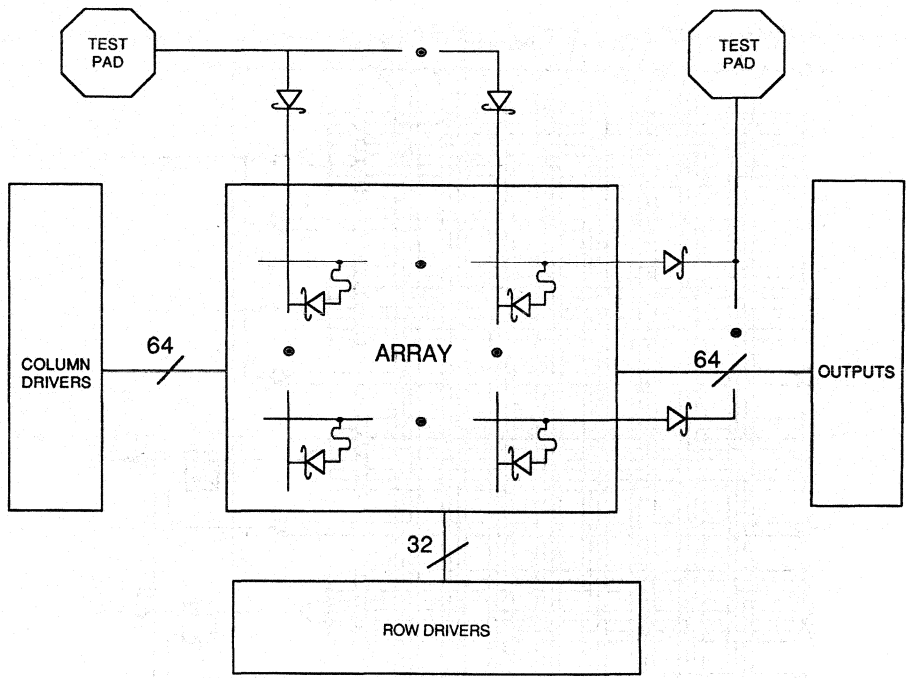 TEST
PAD
TEST
PAD
64
COLUMN
DRIVERS
ARRAY
64
OUTPUTS
32
ROW DRIVERS